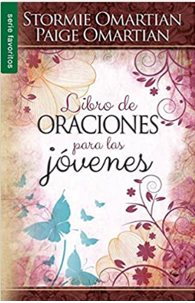 serie favoritos
STORMIE OMARTIAN
PAIGE OMARTIAN
Libro de
ORACIONES
para las
jóvenes